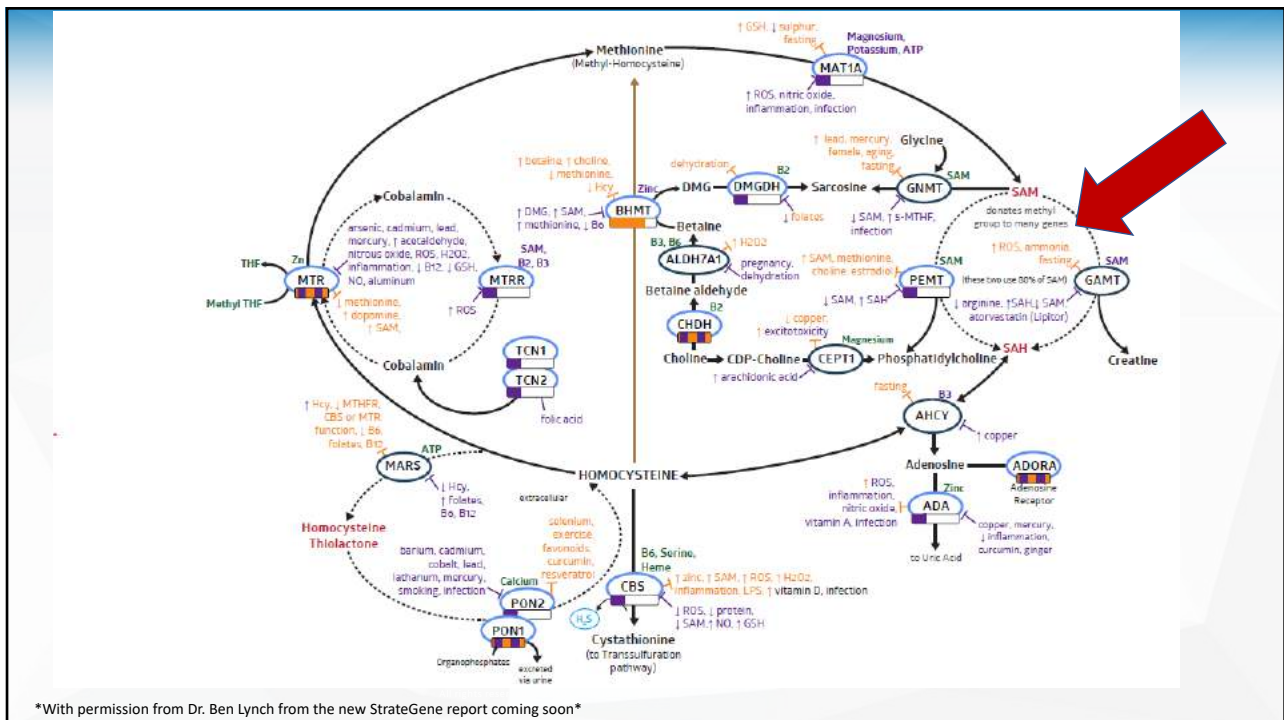 ↑ GSH, ↓ sulphur,
fasting
Magnesium,
Potassium, ATP
Methionine
(Methyl-Homocysteine)
MAT1A
↑ ROS, nitric oxide,
inflammation, infection
↑ lead, mercury,
female, aging,
fasting
Glycine
SAM
GNMT
SAM
↓ SAM, ↑ 5-MTHF,
infection
dehydration
B2
DMG
DMGDH
Sarcosine
↓ folates
↑ betaine, ↑ choline,
↓ methionine,
↓ Hcy
Zinc
BHMT
↑ DMG, ↑ SAM,
↑ methionine, ↓ B6
Betaine
B3, B6
↑ H2O2
ALDH7A1
pregnancy,
dehydration
Betaine aldehyde
B2
CHDH
Choline
CDP-Choline
↓ copper,
↑ excitotoxicity
Magnesium
CEPT1
↑ arachidonic acid
Phosphatidylcholine
donates methyl
group to many genes
↑ SAM, methionine,
choline, estradiol
SAM
PEMT
↓ SAM, ↑ SAH
(these two use 80% of SAM)
↑ ROS, ammonia,
fasting
SAM
GAMT
↓ arginine, ↑SAH, ↓ SAM,
atorvastatin (Lipitor)
SAH
Creatine
Cobalamin
arsenic, cadmium, lead,
mercury, ↑ acetaldehyde,
nitrous oxide, ROS, H2O2,
inflammation, ↓ B12, ↓ GSH,
NO, aluminum
THF
Zn
MTR
Methyl THF
↓ methionine,
↑ dopamine,
↑ SAM,
SAM,
B2, B3
MTRR
↑ ROS
Cobalamin
TCN1
TCN2
folic acid
fasting
B3
AHCY
↑ copper
Adenosine
ADORA
Adenosine
Receptor
↑ ROS,
inflammation,
nitric oxide,
vitamin A, infection
Zinc
ADA
copper, mercury,
↓ inflammation,
curcumin, ginger
to Uric Acid
↑ Hcy, ↓ MTHFR,
CBS or MTR
function, ↓ B6,
folates, B12
ATP
MARS
↓ Hcy,
↑ folates,
B6, B12
HOMOCYSTEINE
extracellular
Homocysteine
Thiolactone
barium, cadmium,
cobalt, lead,
lathanum, mercury,
smoking, infection
selenium,
exercise,
favonoids,
curcumin,
resveratrol
Calcium
PON2
PON1
Organophosphates
excreted
via urine
B6, Serine,
Heme
CBS
↑ zinc, ↑ SAM, ↑ ROS, ↑ H2O2,
inflammation, LPS, ↑ vitamin D, infection
↓ ROS, ↓ protein,
↓ SAM, ↑ NO, ↑ GSH
H₂S
Cystathionine
(to Transsulfuration
pathway)
*With permission from Dr. Ben Lynch from the new StrateGene report coming soon*